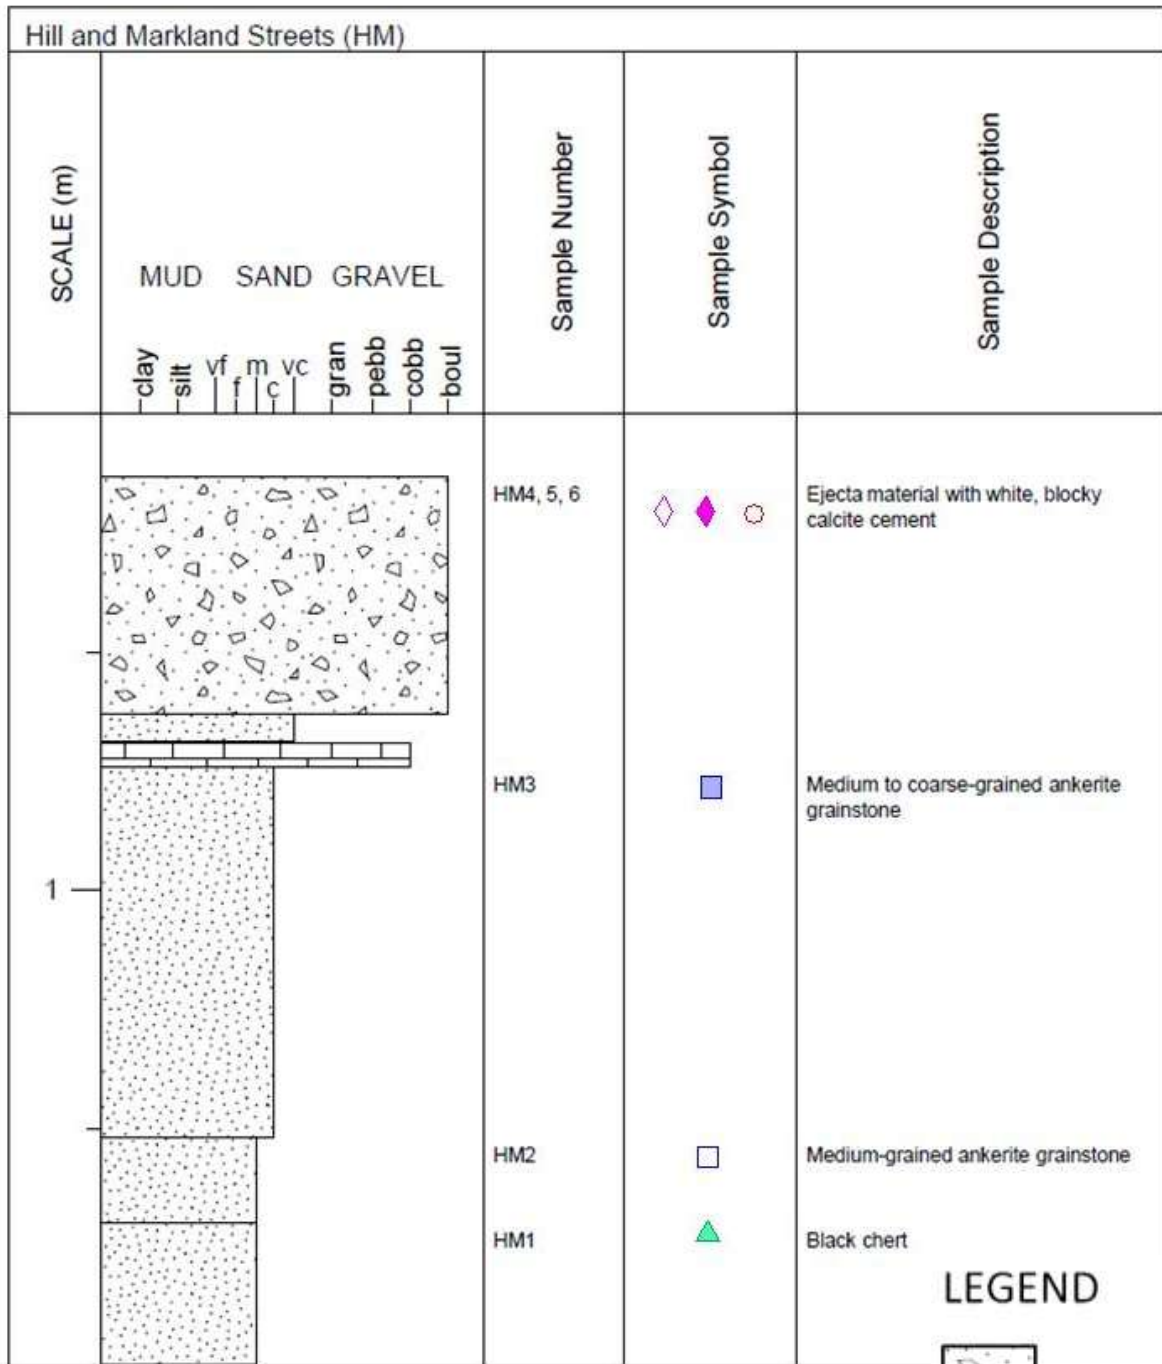 Hill and Markland Streets (HM)
SCALE (m)
MUD SAND GRAVEL
clay silt vf f m c vc gran pebb cobb boul
Sample Number
Sample Symbol
Sample Description
HM4, 5, 6
Ejecta material with white, blocky
calcite cement
HM3
Medium to coarse-grained ankerite
grainstone
1
HM2
Medium-grained ankerite grainstone
HM1
Black chert
LEGEND